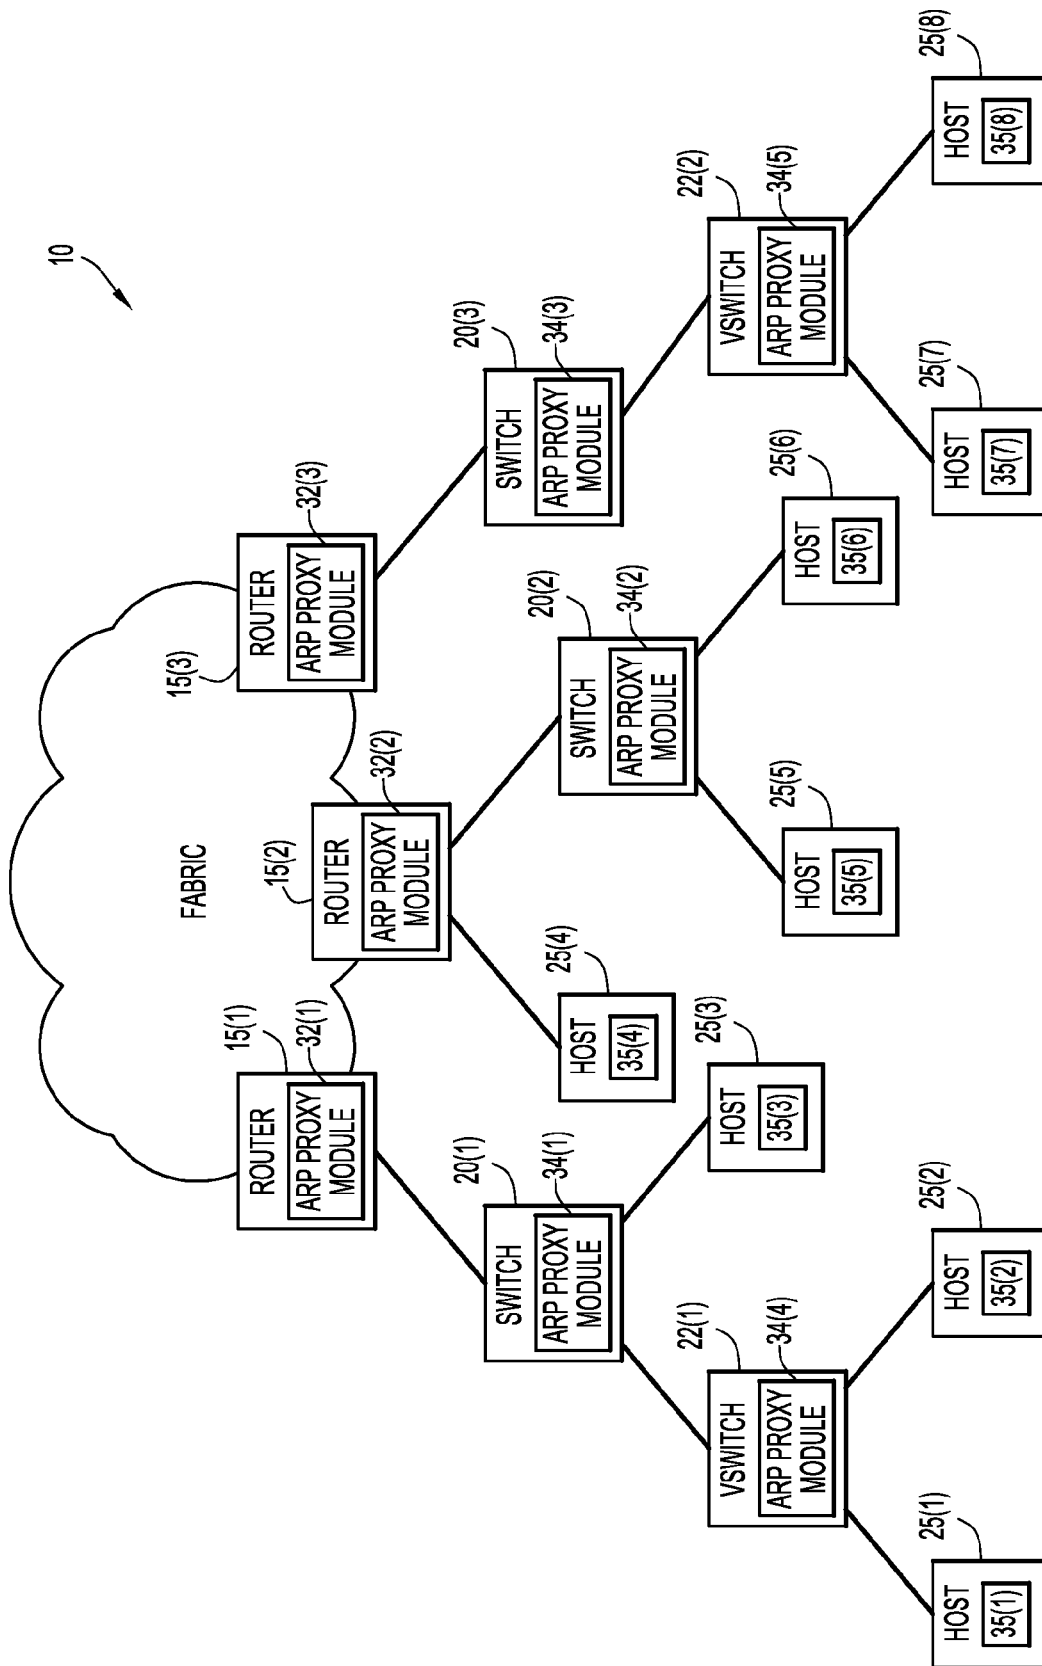 10
FABRIC
15(1)
ROUTER
ARP PROXY
MODULE
32(1)
15(2)
ROUTER
ARP PROXY
MODULE
32(2)
15(3)
ROUTER
ARP PROXY
MODULE
32(3)
20(1)
SWITCH
ARP PROXY
MODULE
34(1)
20(2)
SWITCH
ARP PROXY
MODULE
34(2)
20(3)
SWITCH
ARP PROXY
MODULE
34(3)
22(1)
VSWITCH
ARP PROXY
MODULE
34(4)
22(2)
VSWITCH
ARP PROXY
MODULE
34(5)
25(1)
HOST
35(1)
25(2)
HOST
35(2)
25(3)
HOST
35(3)
25(4)
HOST
35(4)
25(5)
HOST
35(5)
25(6)
HOST
35(6)
25(7)
HOST
35(7)
25(8)
HOST
35(8)